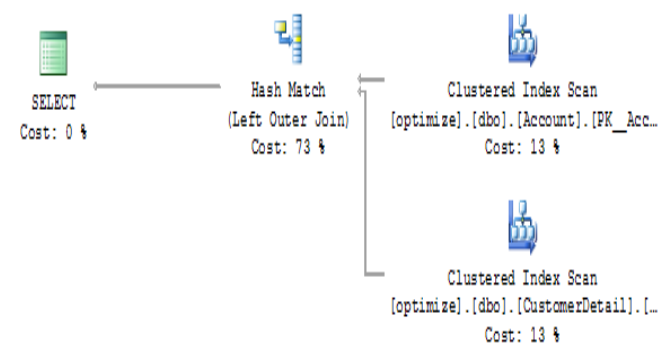 SELECT
Cost: 0 %
Hash Match
(Left Outer Join)
Cost: 73 %
Clustered Index Scan
[optimize].[dbo].[Account].[PK__Acc…
Cost: 13 %
Clustered Index Scan
[optimize].[dbo].[CustomerDetail].[…
Cost: 13 %